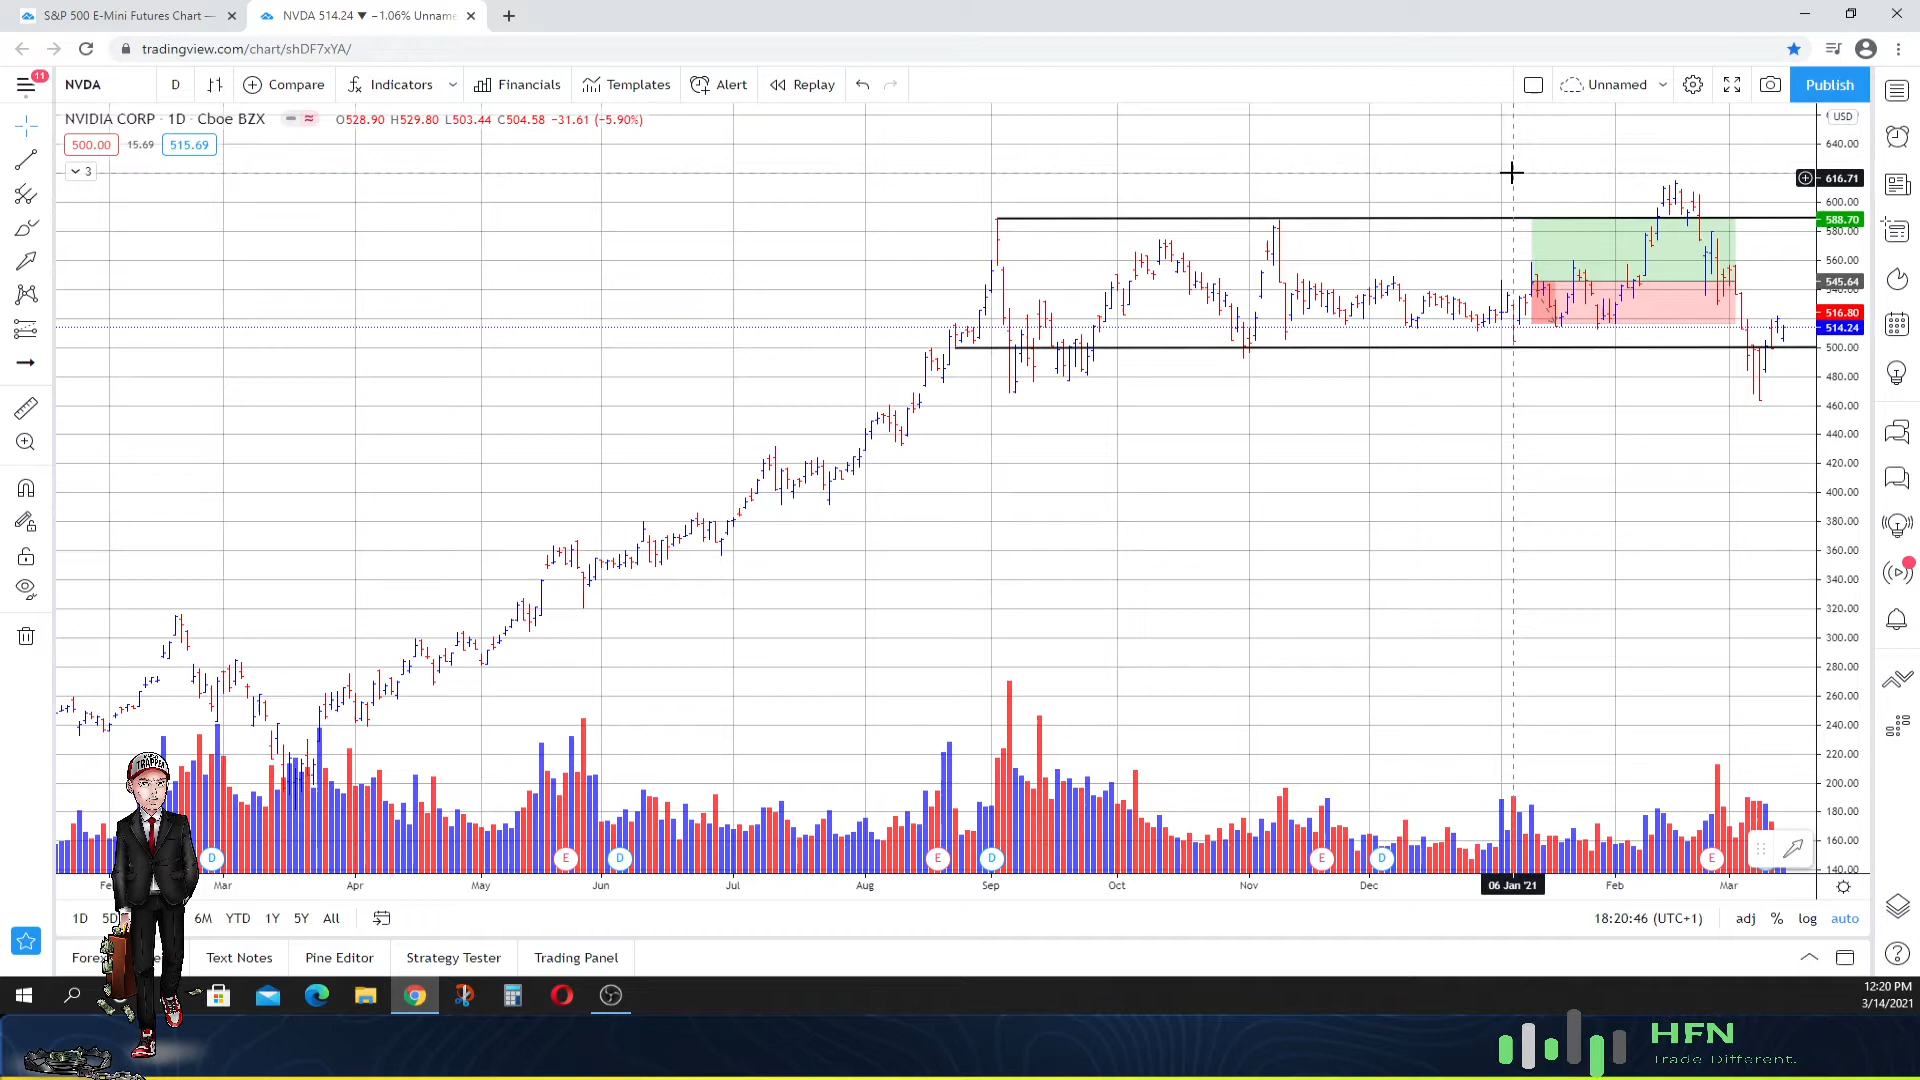 S&P 500 E-Mini Futures Chart —
NVDA 514.24 ▼ −1.06% Unname
tradingview.com/chart/shDF7xYA/
11
NVDA D Compare Indicators Financials Templates Alert Replay Unnamed Publish
NVIDIA CORP · 1D · Cboe BZX O528.90 H529.80 L503.44 C504.58 −31.61 (−5.90%)
500.00 15.69 515.69
3
USD
640.00
616.71
600.00
588.70
580.00
560.00
545.64
516.80
514.24
500.00
480.00
460.00
440.00
420.00
400.00
380.00
360.00
340.00
320.00
300.00
280.00
260.00
240.00
220.00
200.00
180.00
160.00
140.00
TRAPPER
D E D E D E D E
Mar Apr May Jun Jul Aug Sep Oct Nov Dec 06 Jan '21 Feb Mar
1D 5D 6M YTD 1Y 5Y All 18:20:46 (UTC+1) adj % log auto
Text Notes Pine Editor Strategy Tester Trading Panel
12:20 PM
3/14/2021
HFN
Trade Different.